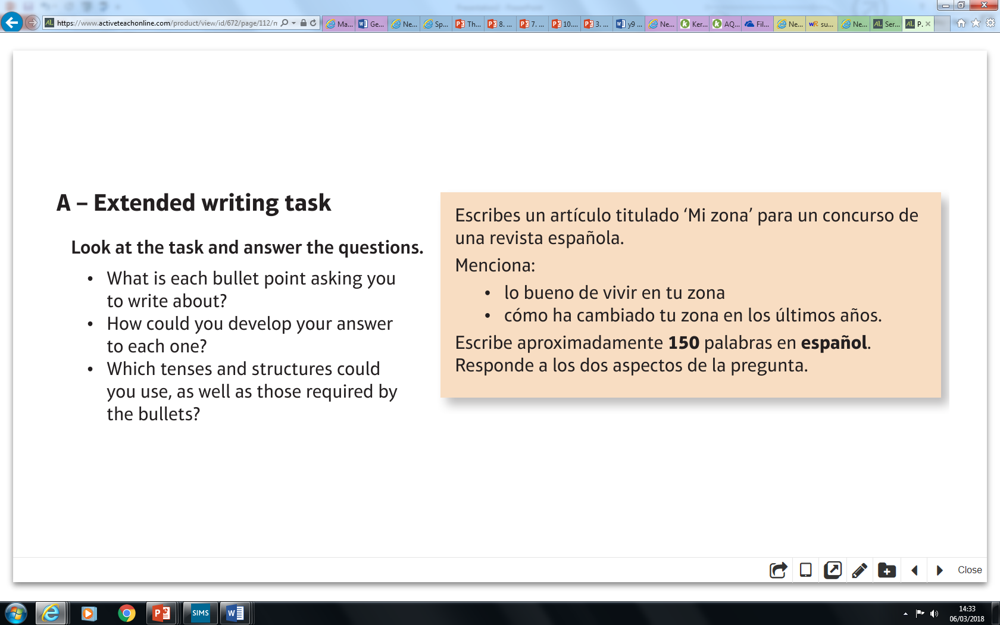 https://www.activeteachonline.com/product/view/id/672/page/112/n
Ma...
Ge...
Ne...
Sp...
Th...
8. ...
7. ...
10....
3. ...
y9 ...
Ne...
Ker...
AQ...
Fil...
Ne...
su...
Ne...
Ser...
P.
A – Extended writing task
Look at the task and answer the questions.
• What is each bullet point asking you
to write about?
• How could you develop your answer
to each one?
• Which tenses and structures could
you use, as well as those required by
the bullets?
Escribes un artículo titulado ‘Mi zona’ para un concurso de
una revista española.
Menciona:
• lo bueno de vivir en tu zona
• cómo ha cambiado tu zona en los últimos años.
Escribe aproximadamente 150 palabras en español.
Responde a los dos aspectos de la pregunta.
Close
SIMS
14:33
06/03/2018